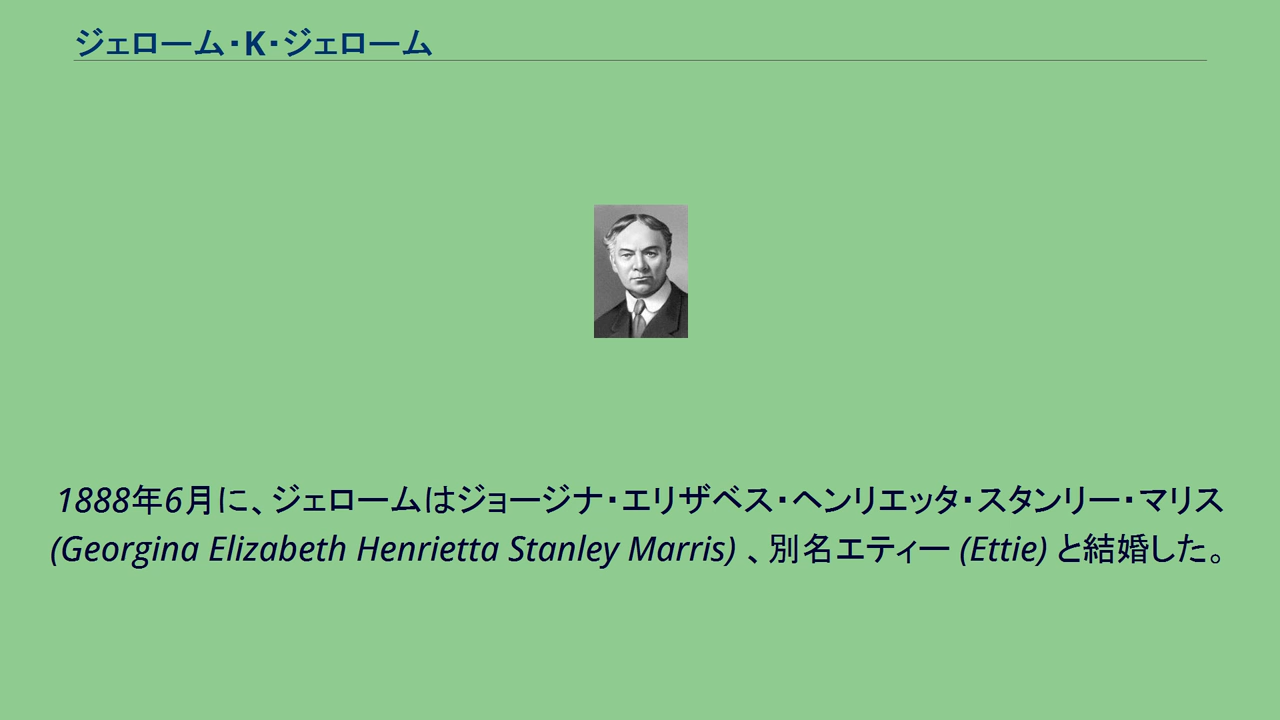 ジェローム・K・ジェローム
1888年6月に、ジェロームはジョージナ・エリザベス・ヘンリエッタ・スタンリー・マリス
(Georgina Elizabeth Henrietta Stanley Marris) 、別名エティー (Ettie) と結婚した。